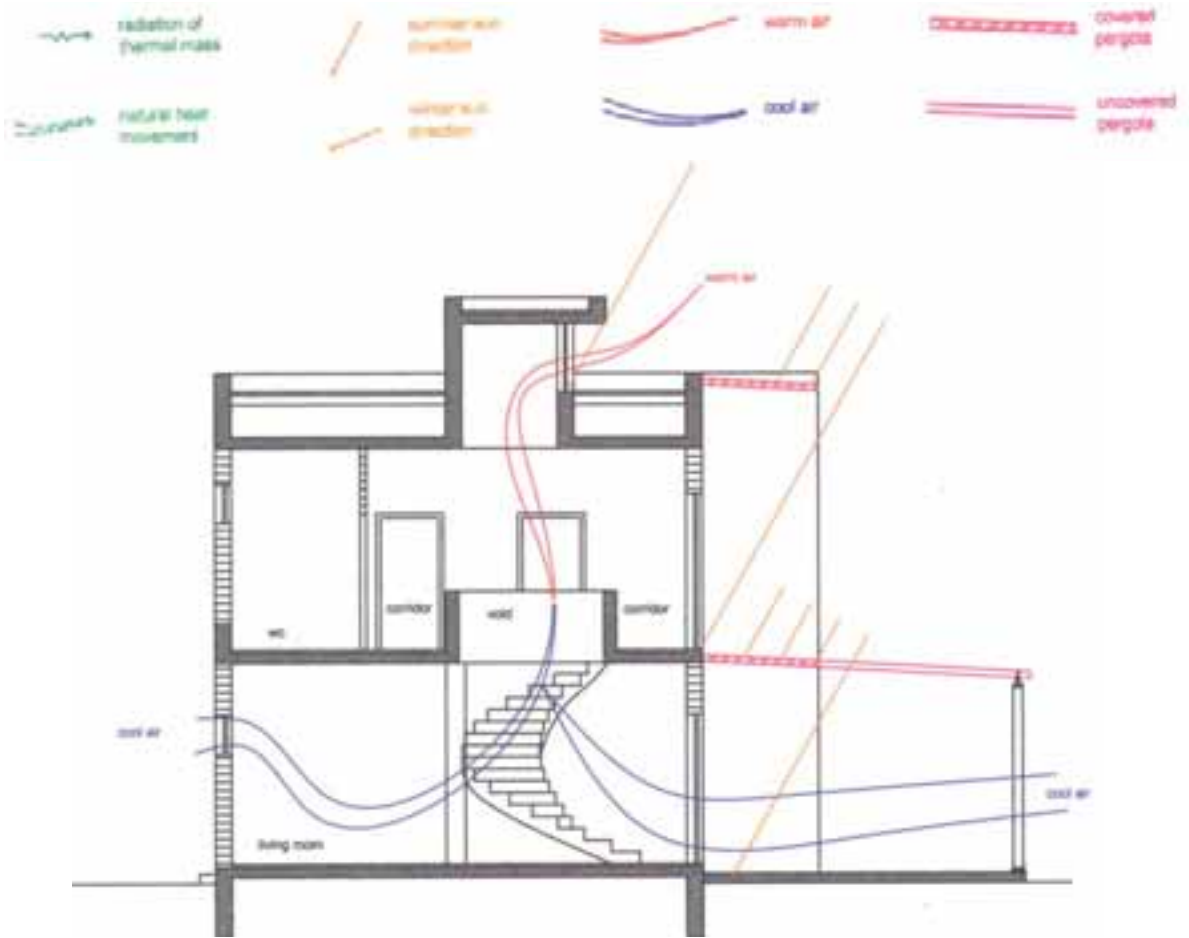 radiation of
thermal mass
summer sun
direction
warm air
covered
pergola
natural heat
movement
winter sun
direction
cool air
uncovered
pergola
warm air
corridor
void
corridor
wc
cool air
cool air
living room